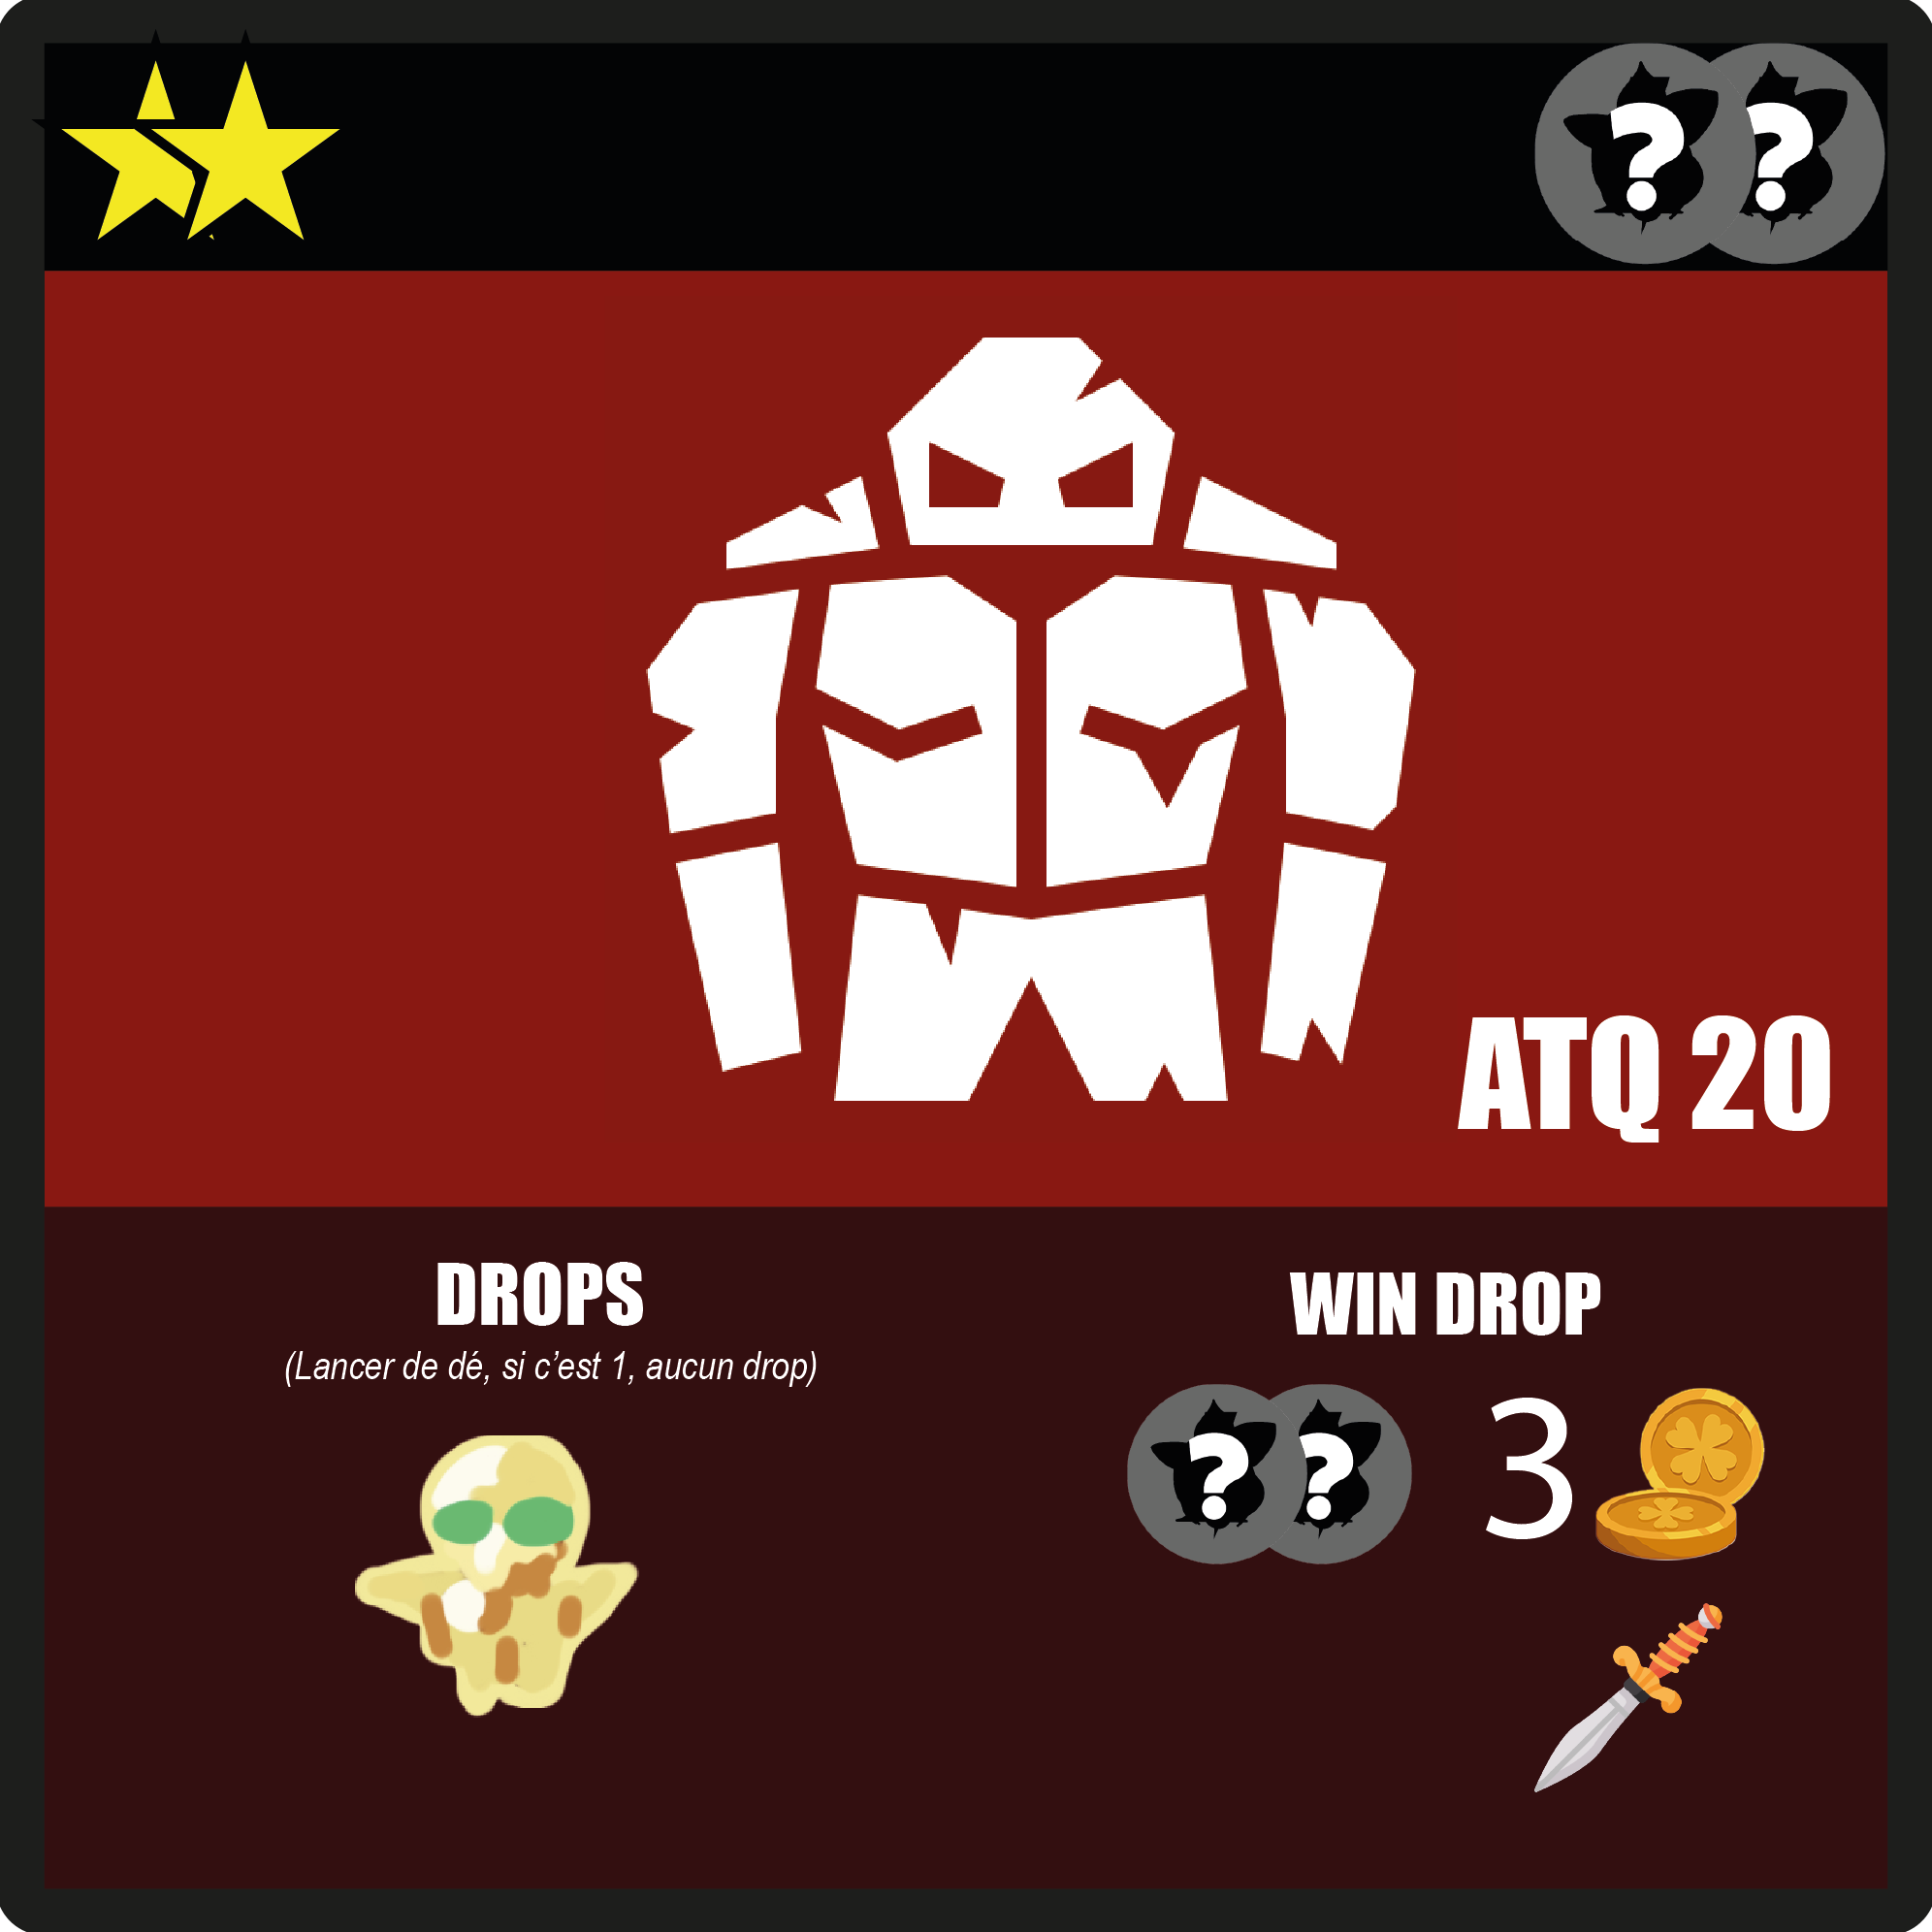 ? ?
ATQ 20
DROPS
(Lancer de dé, si c'est 1, aucun drop)
WIN DROP
? ? 3